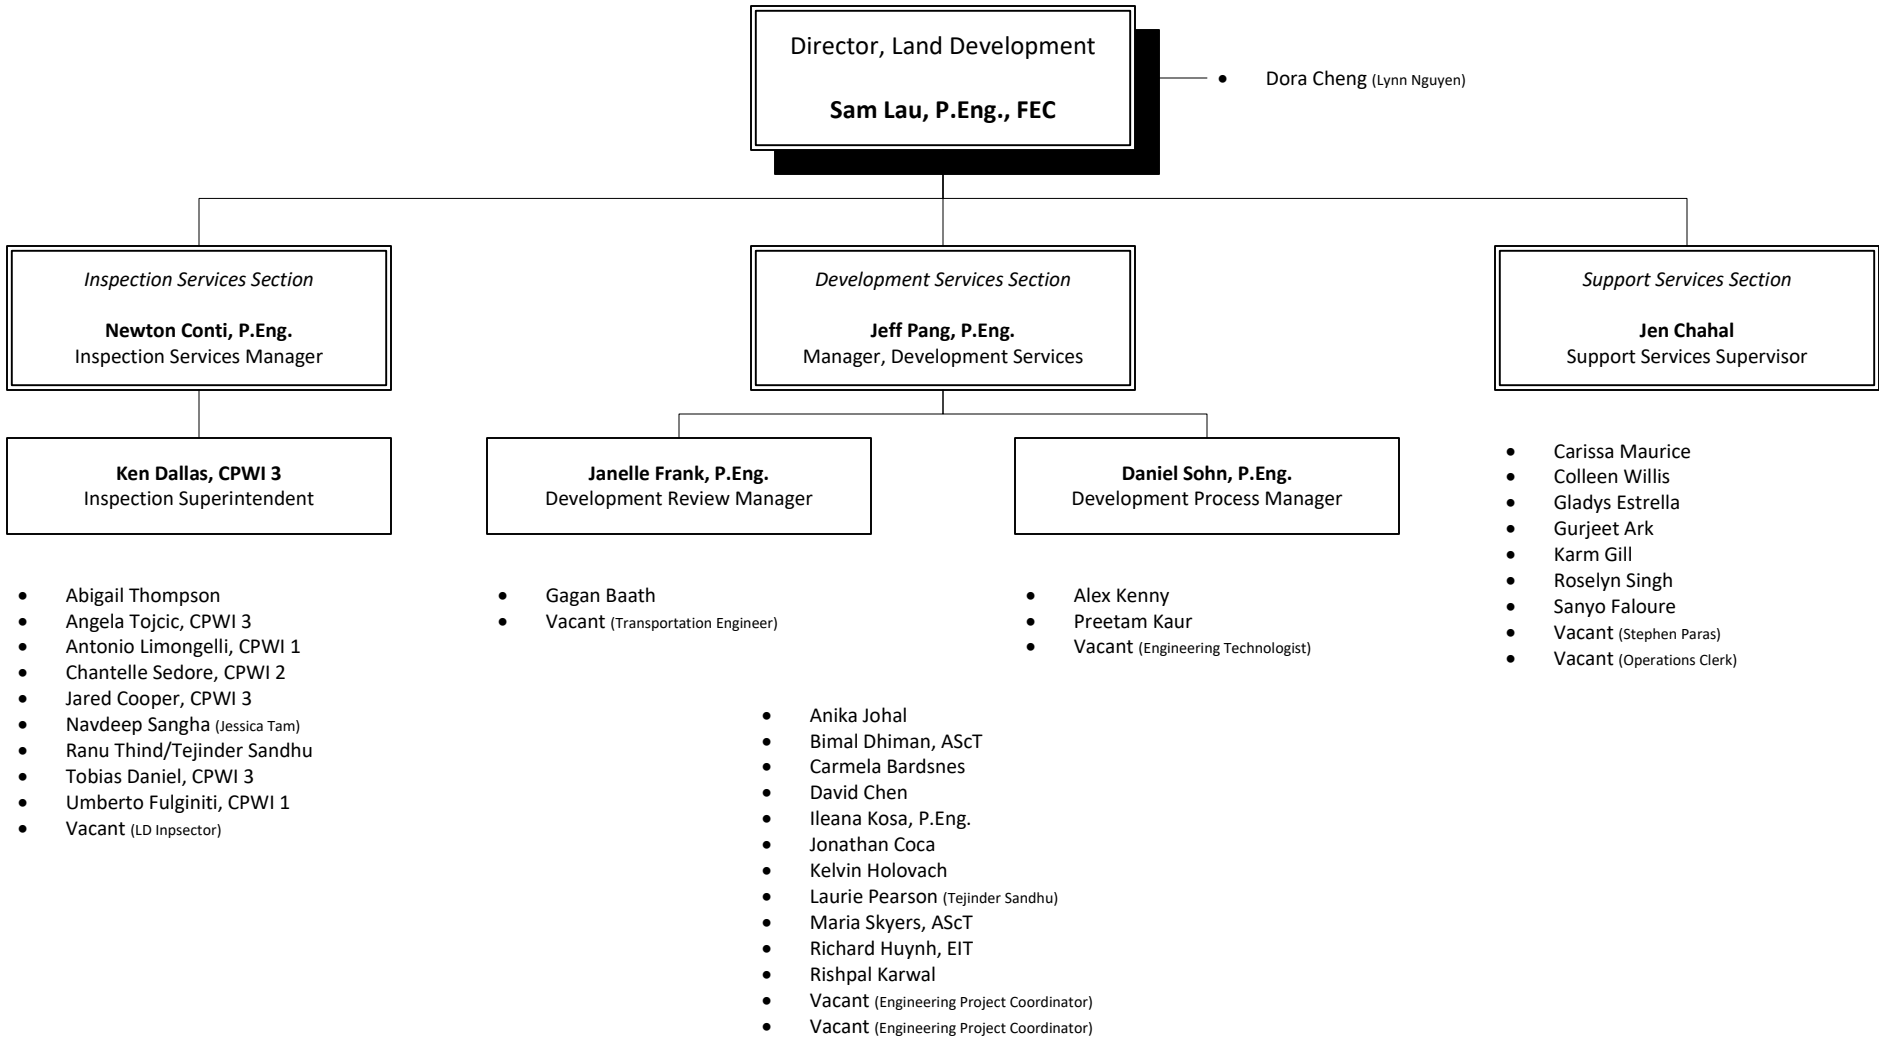 Director, Land Development
Sam Lau, P.Eng., FEC
• Dora Cheng (Lynn Nguyen)
Inspection Services Section
Newton Conti, P.Eng.
Inspection Services Manager
Development Services Section
Jeff Pang, P.Eng.
Manager, Development Services
Support Services Section
Jen Chahal
Support Services Supervisor
Ken Dallas, CPWI 3
Inspection Superintendent
Janelle Frank, P.Eng.
Development Review Manager
Daniel Sohn, P.Eng.
Development Process Manager
• Carissa Maurice
• Colleen Willis
• Gladys Estrella
• Gurjeet Ark
• Karm Gill
• Roselyn Singh
• Sanyo Faloure
• Vacant (Stephen Paras)
• Vacant (Operations Clerk)
• Abigail Thompson
• Angela Tojcic, CPWI 3
• Antonio Limongelli, CPWI 1
• Chantelle Sedore, CPWI 2
• Jared Cooper, CPWI 3
• Navdeep Sangha (Jessica Tam)
• Ranu Thind/Tejinder Sandhu
• Tobias Daniel, CPWI 3
• Umberto Fulginiti, CPWI 1
• Vacant (LD Inpsector)
• Gagan Baath
• Vacant (Transportation Engineer)
• Alex Kenny
• Preetam Kaur
• Vacant (Engineering Technologist)
• Anika Johal
• Bimal Dhiman, AScT
• Carmela Bardsnes
• David Chen
• Ileana Kosa, P.Eng.
• Jonathan Coca
• Kelvin Holovach
• Laurie Pearson (Tejinder Sandhu)
• Maria Skyers, AScT
• Richard Huynh, EIT
• Rishpal Karwal
• Vacant (Engineering Project Coordinator)
• Vacant (Engineering Project Coordinator)